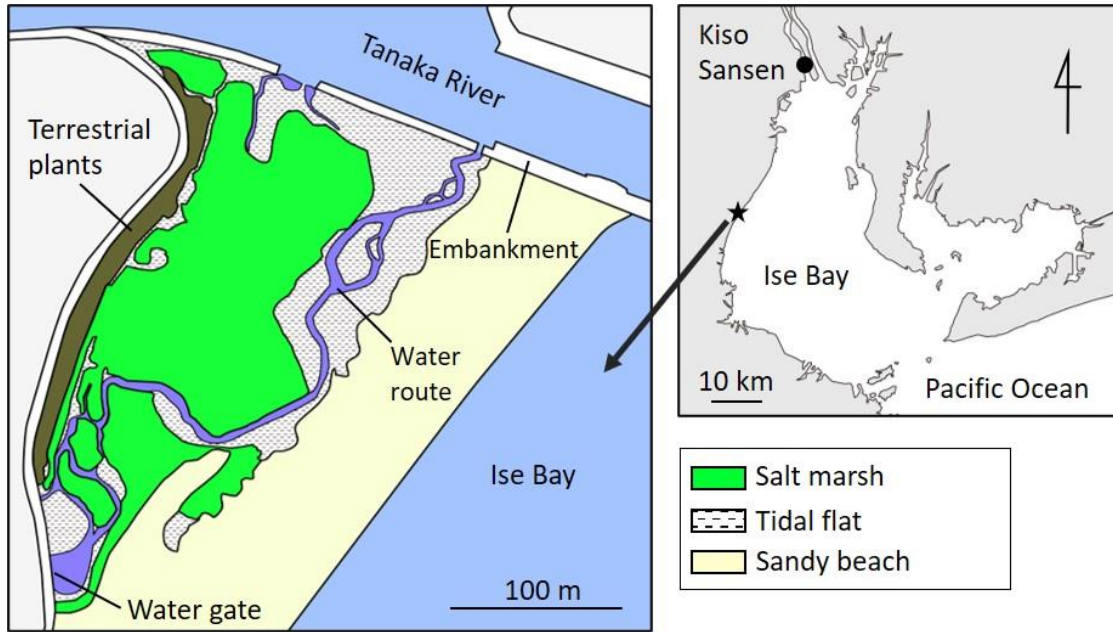 Tanaka River
Terrestrial
plants
Embankment
Water
route
Ise Bay
100 m
Water gate
Kiso
Sansen
Ise Bay
10 km
Pacific Ocean
Salt marsh
Tidal flat
Sandy beach